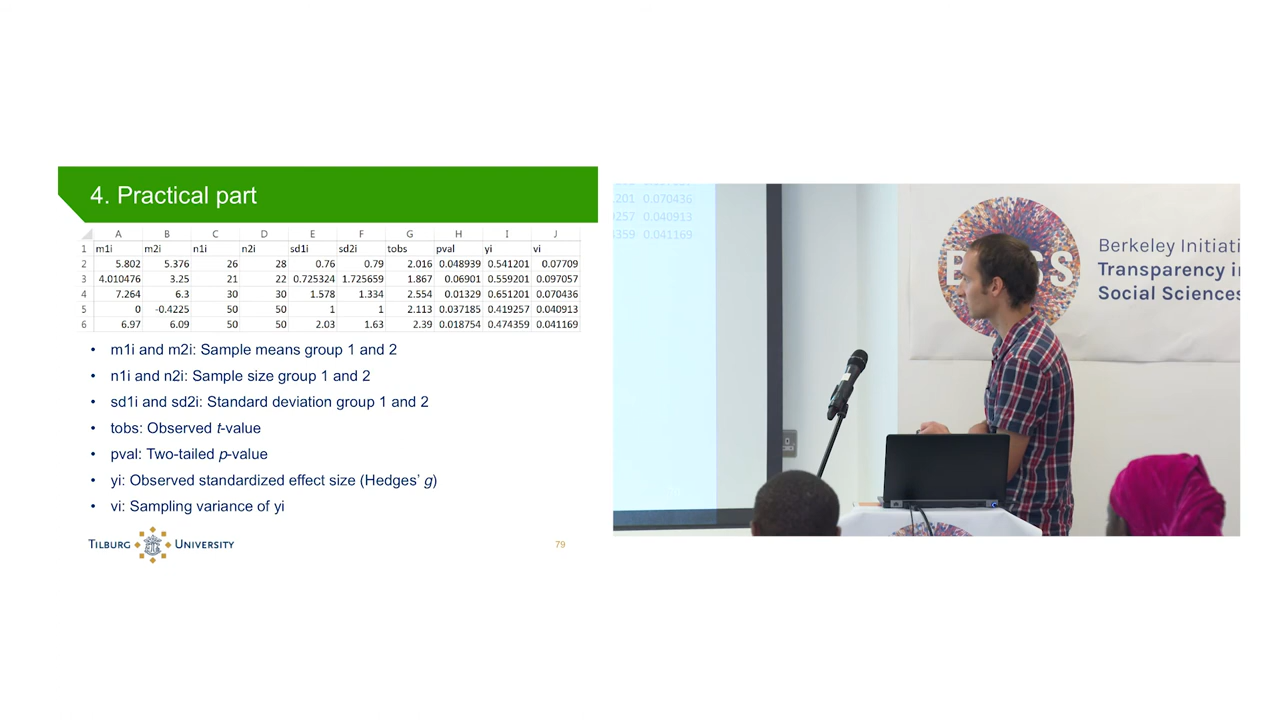 4. Practical part
A B C D E F G H I J
1 m1i m2i n1i n2i sd1i sd2i tobs pval yi vi
2 5.802 5.376 26 28 0.76 0.79 2.016 0.048939 0.541201 0.07709
3 4.010476 3.25 21 22 0.725324 1.725659 1.867 0.06901 0.559201 0.097057
4 7.264 6.3 30 30 1.578 1.334 2.554 0.01329 0.651201 0.070436
5 0 -0.4225 50 50 1 1 2.113 0.037185 0.419257 0.040913
6 6.97 6.09 50 50 2.03 1.63 2.39 0.018754 0.474359 0.041169
• m1i and m2i: Sample means group 1 and 2
• n1i and n2i: Sample size group 1 and 2
• sd1i and sd2i: Standard deviation group 1 and 2
• tobs: Observed t-value
• pval: Two-tailed p-value
• yi: Observed standardized effect size (Hedges’ g)
• vi: Sampling variance of yi
TILBURG UNIVERSITY
79
201 0.070436
9257 0.040913
4359 0.041169
Berkeley Initiati
Transparency in
Social Sciences